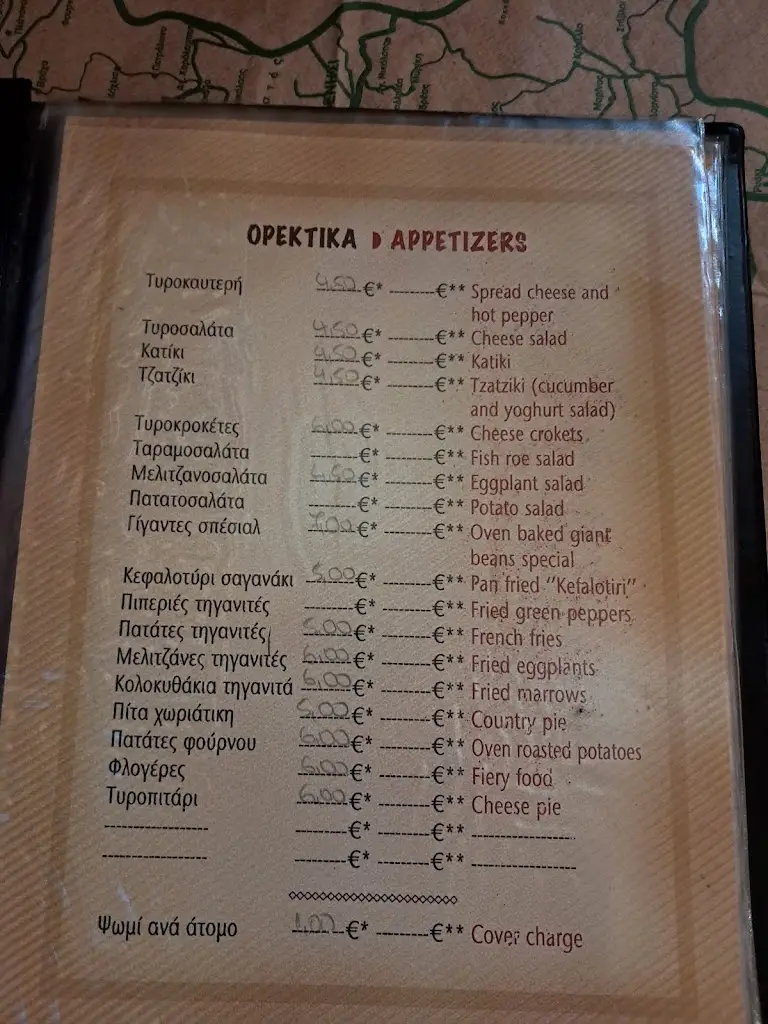 ΟΡΕΚΤΙΚΑ APPETIZERS
Τυροκαυτερή 4,50 €* --------€** Spread cheese and
hot pepper
Τυροσαλάτα 4,50 €* --------€** Cheese salad
Κατίκι 4,50 €* --------€** Katiki
Τζατζίκι 4,50 €* --------€** Tzatziki (cucumber
and yoghurt salad)
Τυροκροκέτες 6,00 €* --------€** Cheese crokets
Ταραμοσαλάτα --------€* --------€** Fish roe salad
Μελιτζανοσαλάτα 4,50 €* --------€** Eggplant salad
Πατατοσαλάτα --------€* --------€** Potato salad
Γίγαντες σπέσιαλ 7,00 €* --------€** Oven baked giant
beans special
Κεφαλοτύρι σαγανάκι 5,00 €* --------€** Pan fried "Kefalotiri"
Πιπεριές τηγανιτές --------€* --------€** Fried green peppers
Πατάτες τηγανιτές 5,00 €* --------€** French fries
Μελιτζάνες τηγανιτές 6,00 €* --------€** Fried eggplants
Κολοκυθάκια τηγανιτά 6,00 €* --------€** Fried marrows
Πίτα χωριάτικη 5,00 €* --------€** Country pie
Πατάτες φούρνου 6,00 €* --------€** Oven roasted potatoes
Φλογέρες 6,00 €* --------€** Fiery food
Τυροπιτάρι 6,00 €* --------€** Cheese pie
------------------ --------€* --------€** ------------------
------------------ --------€* --------€** ------------------
Ψωμί ανά άτομο 1,00 €* --------€** Cover charge